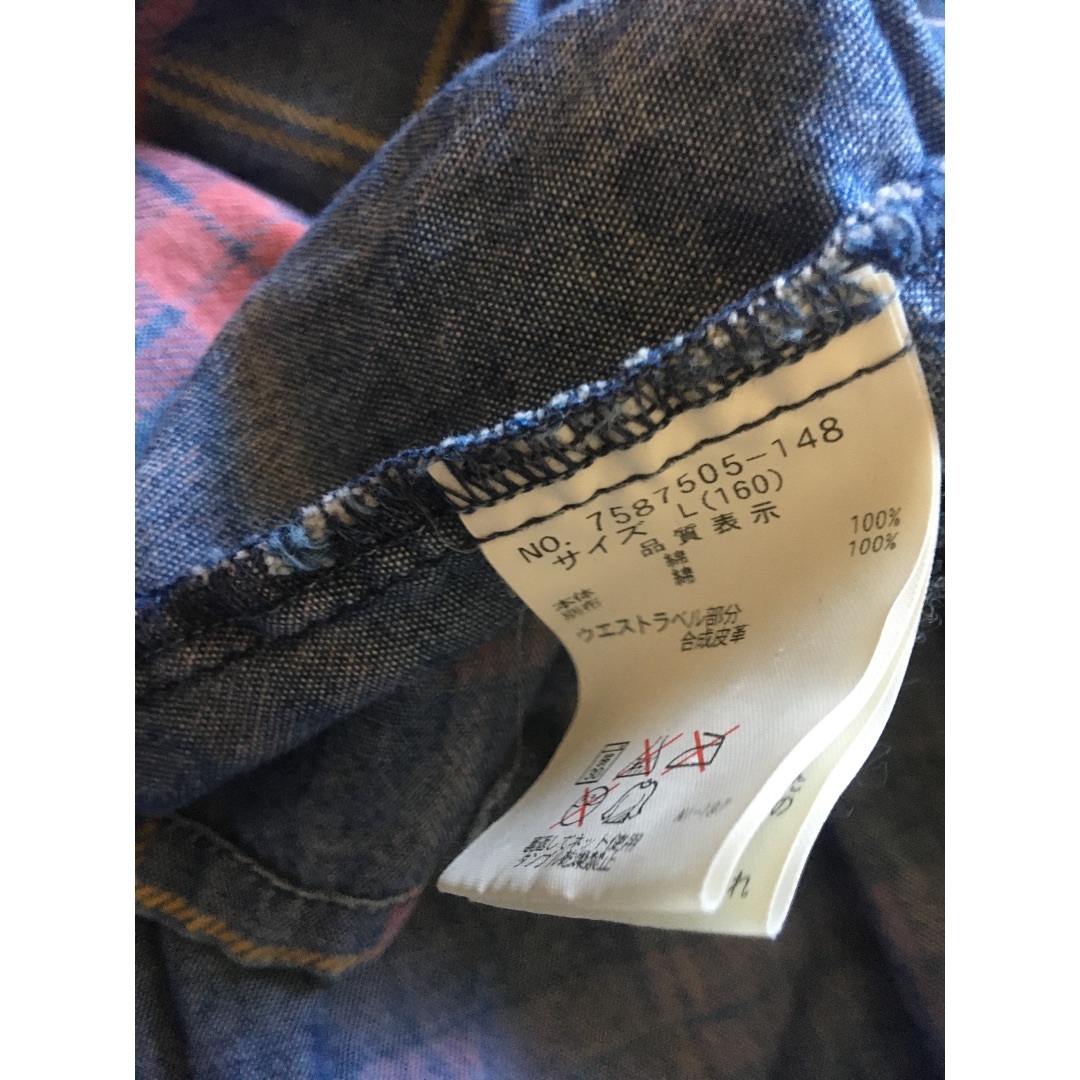 NO. 7587505-148
サイズ L(160)
品質表示
本体 綿 100%
別布 綿 100%
ウエストラベル部分
合成皮革
裏返してネット使用
タンブル乾燥禁止
れ